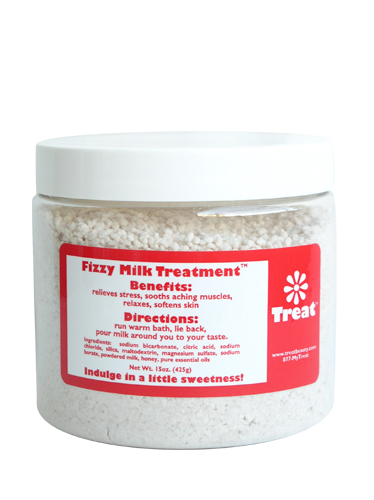 Fizzy Milk Treatment™
Benefits:
relieves stress, sooths aching muscles,
relaxes, softens skin
Directions:
run warm bath, lie back,
pour milk around you to your taste.
Ingredients: sodium bicarbonate, citric acid, sodium
chloride, silica, maltodextrin, magnesium sulfate, sodium
borate, powdered milk, honey, pure essential oils
Net Wt. 15oz. (425g)
Indulge in a little sweetness!
Treat™
www.treatbeauty.com
877-MyTreat